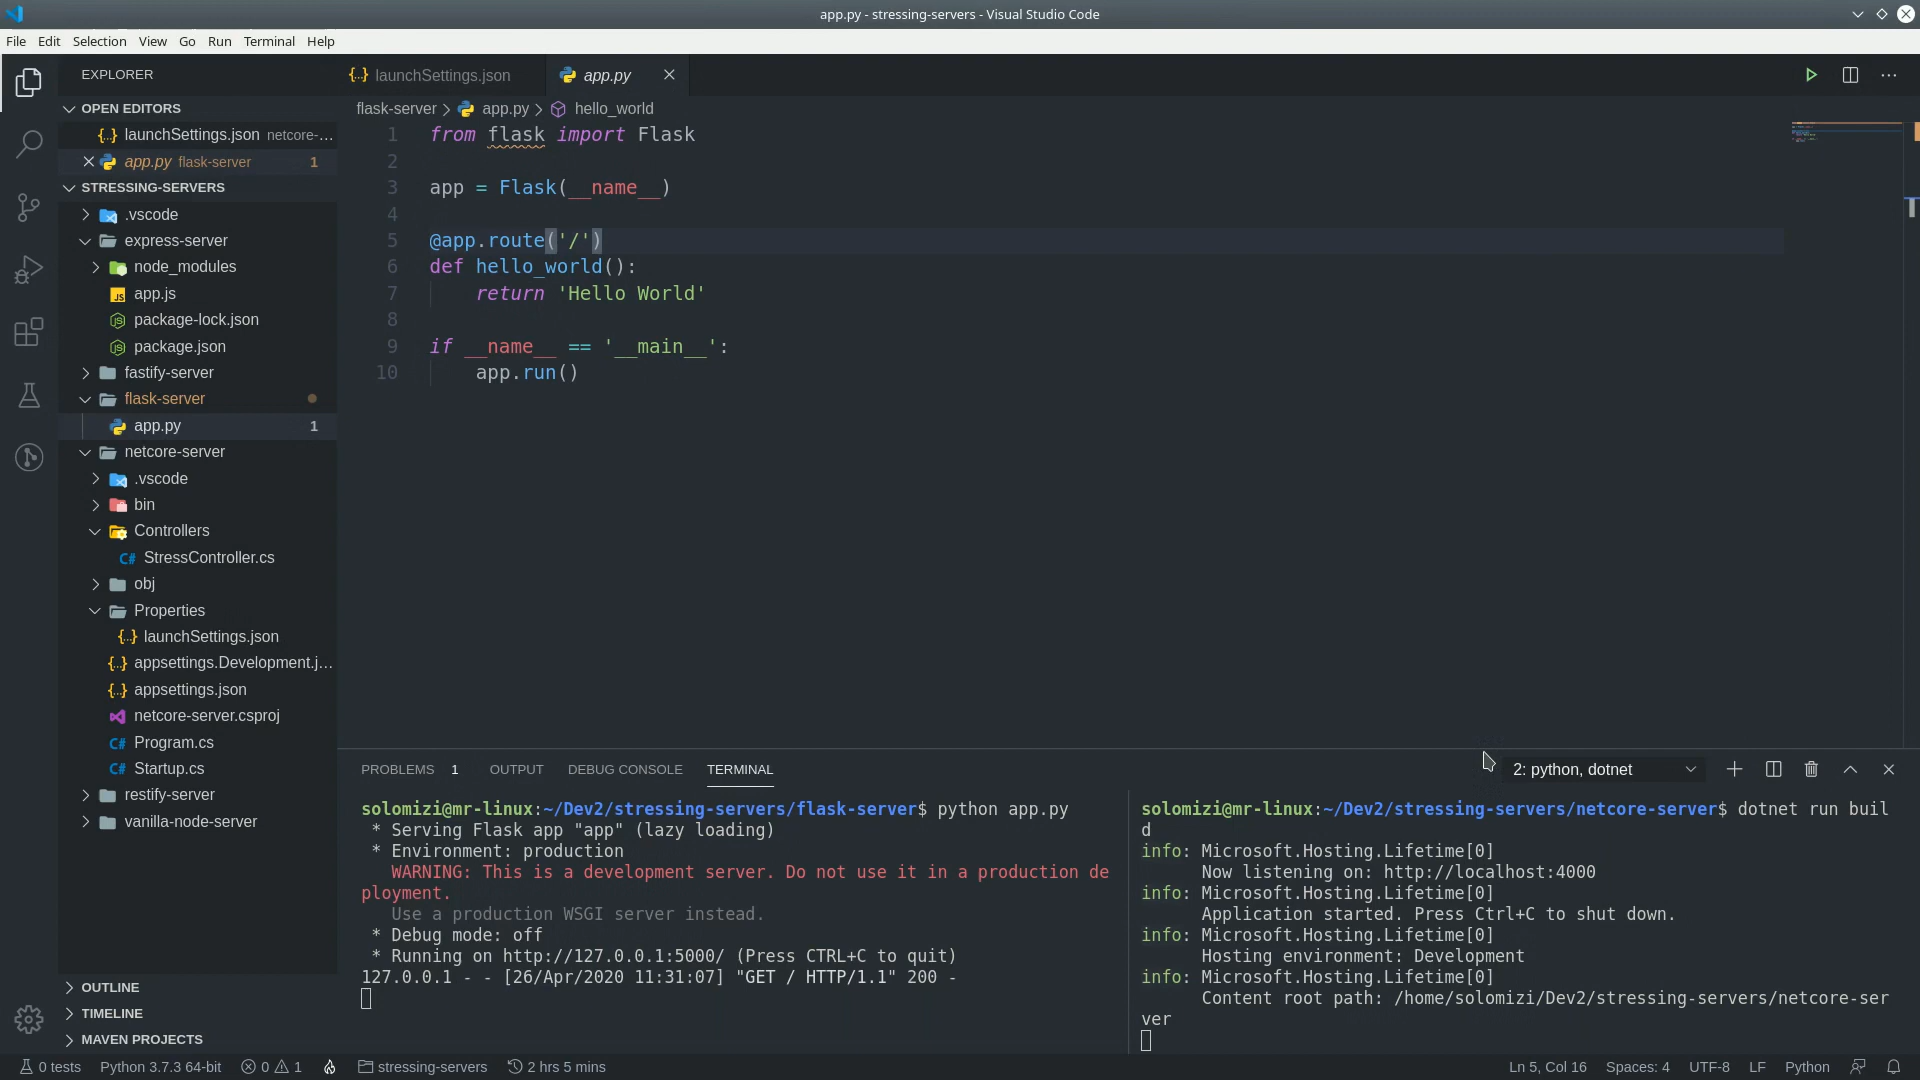 app.py - stressing-servers - Visual Studio Code
File Edit Selection View Go Run Terminal Help
EXPLORER
OPEN EDITORS
launchSettings.json netcore-...
app.py flask-server 1
STRESSING-SERVERS
.vscode
express-server
node_modules
app.js
package-lock.json
package.json
fastify-server
flask-server
app.py 1
netcore-server
.vscode
bin
Controllers
StressController.cs
obj
Properties
launchSettings.json
appsettings.Development.j...
appsettings.json
netcore-server.csproj
Program.cs
Startup.cs
restify-server
vanilla-node-server
OUTLINE
TIMELINE
MAVEN PROJECTS
launchSettings.json app.py
flask-server > app.py > hello_world
1 from flask import Flask
2
3 app = Flask(__name__)
4
5 @app.route('/')
6 def hello_world():
7 return 'Hello World'
8
9 if __name__ == '__main__':
10 app.run()
PROBLEMS 1 OUTPUT DEBUG CONSOLE TERMINAL
2: python, dotnet
solomizi@mr-linux:~/Dev2/stressing-servers/flask-server$ python app.py
* Serving Flask app "app" (lazy loading)
* Environment: production
WARNING: This is a development server. Do not use it in a production de
ployment.
Use a production WSGI server instead.
* Debug mode: off
* Running on http://127.0.0.1:5000/ (Press CTRL+C to quit)
127.0.0.1 - - [26/Apr/2020 11:31:07] "GET / HTTP/1.1" 200 -
solomizi@mr-linux:~/Dev2/stressing-servers/netcore-server$ dotnet run buil
d
info: Microsoft.Hosting.Lifetime[0]
Now listening on: http://localhost:4000
info: Microsoft.Hosting.Lifetime[0]
Application started. Press Ctrl+C to shut down.
info: Microsoft.Hosting.Lifetime[0]
Hosting environment: Development
info: Microsoft.Hosting.Lifetime[0]
Content root path: /home/solomizi/Dev2/stressing-servers/netcore-ser
ver
0 tests Python 3.7.3 64-bit 0 1 stressing-servers 2 hrs 5 mins Ln 5, Col 16 Spaces: 4 UTF-8 LF Python